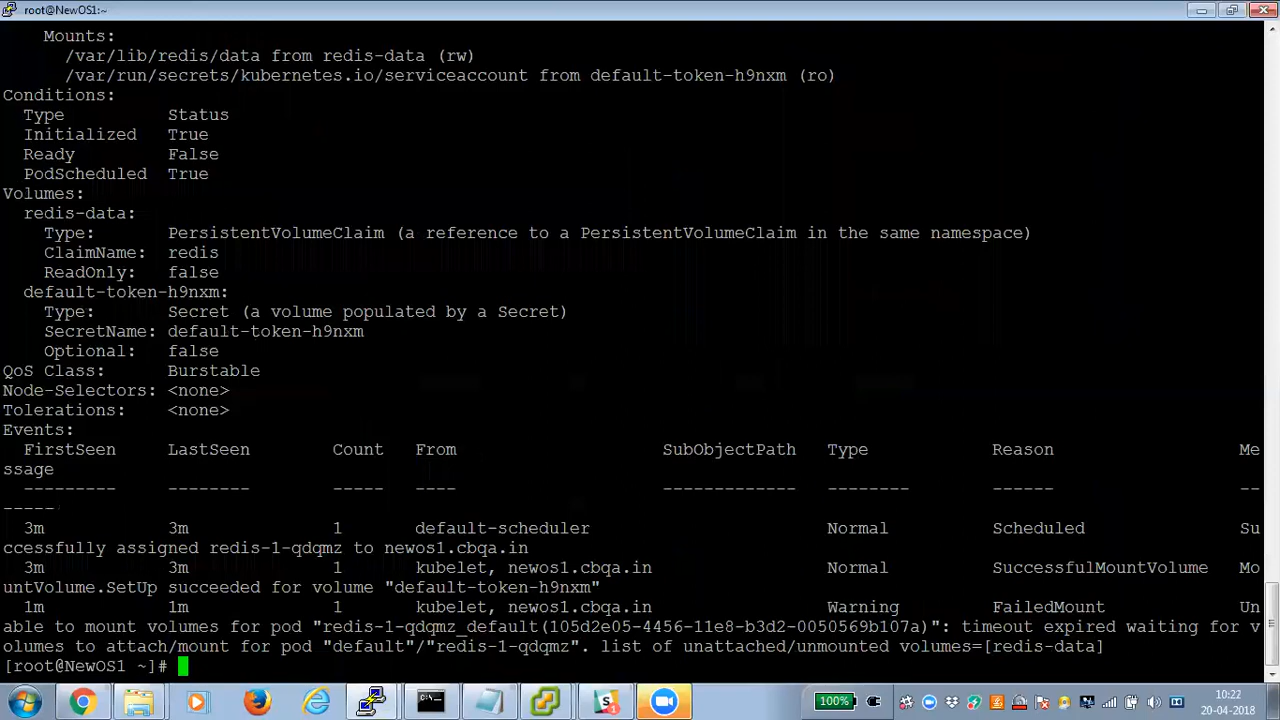 root@NewOS1:~
Mounts:
/var/lib/redis/data from redis-data (rw)
/var/run/secrets/kubernetes.io/serviceaccount from default-token-h9nxm (ro)
Conditions:
Type Status
Initialized True
Ready False
PodScheduled True
Volumes:
redis-data:
Type: PersistentVolumeClaim (a reference to a PersistentVolumeClaim in the same namespace)
ClaimName: redis
ReadOnly: false
default-token-h9nxm:
Type: Secret (a volume populated by a Secret)
SecretName: default-token-h9nxm
Optional: false
QoS Class: Burstable
Node-Selectors: <none>
Tolerations: <none>
Events:
FirstSeen LastSeen Count From SubObjectPath Type Reason Me
ssage
--------- -------- ----- ---- ------------- -------- ------ --
-----
3m 3m 1 default-scheduler Normal Scheduled Su
ccessfully assigned redis-1-qdqmz to newos1.cbqa.in
3m 3m 1 kubelet, newos1.cbqa.in Normal SuccessfulMountVolume Mo
untVolume.SetUp succeeded for volume "default-token-h9nxm"
1m 1m 1 kubelet, newos1.cbqa.in Warning FailedMount Un
able to mount volumes for pod "redis-1-qdqmz_default(105d2e05-4456-11e8-b3d2-0050569b107a)": timeout expired waiting for v
olumes to attach/mount for pod "default"/"redis-1-qdqmz". list of unattached/unmounted volumes=[redis-data]
[root@NewOS1 ~]#
100%
10:22
20-04-2018